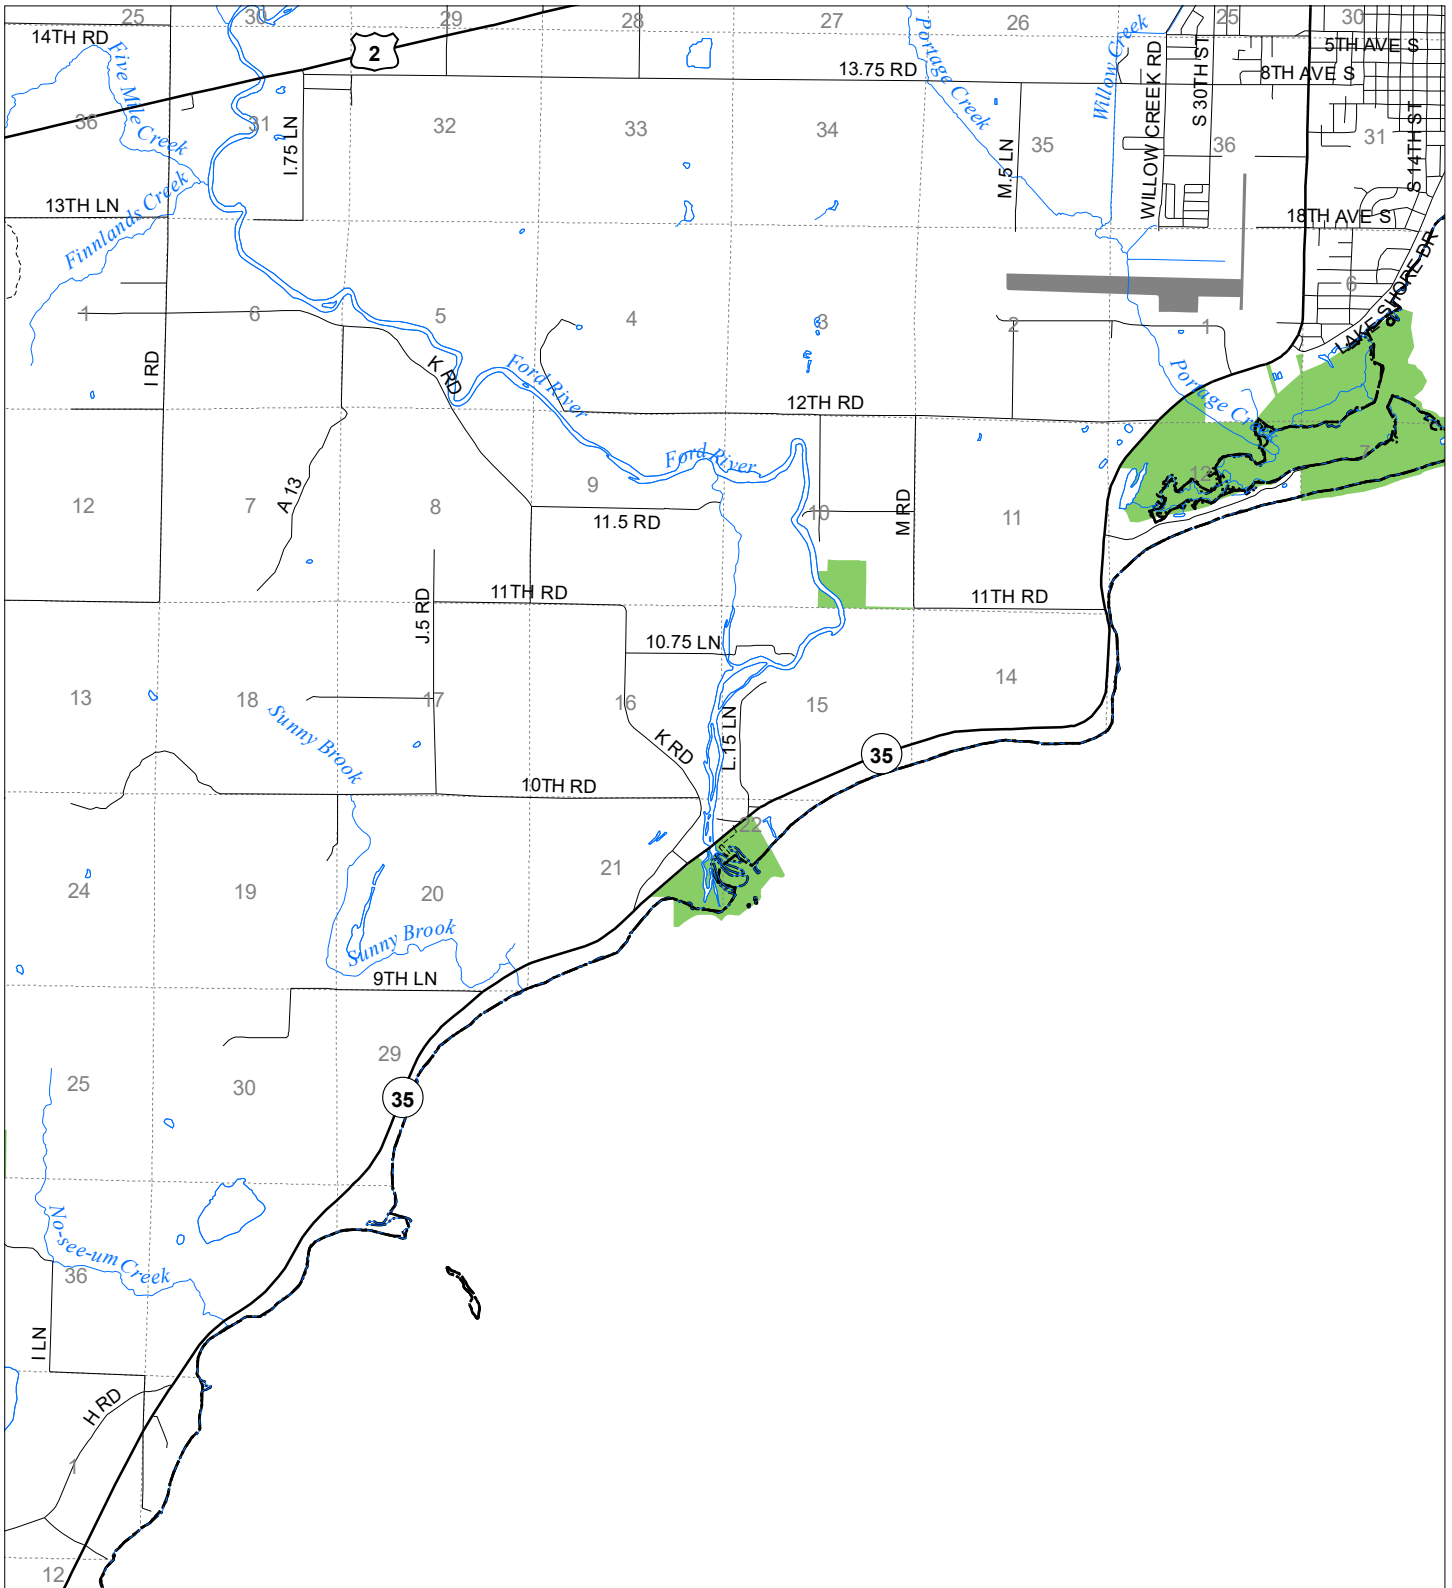 25
30
29
28
27
26
25
30
14TH RD
2
Five Mile Creek
Portage Creek
Willow Creek
WILLOW CREEK RD
S 30TH ST
5TH AVE S
8TH AVE S
13.75 RD
36
31
I.75 LN
32
33
34
35
36
31
S 14TH ST
M.5 LN
13TH LN
Finnlands Creek
18TH AVE S
LAKE SHORE DR
1
6
5
4
3
2
1
6
I RD
K RD
Ford River
Portage Creek
12TH RD
Ford River
12
7
A 13
8
9
10
11
12
7
11.5 RD
M RD
11TH RD
11TH RD
J.5 RD
10.75 LN
13
18
17
16
15
14
Sunny Brook
K RD
L.15 LN
35
10TH RD
22
24
19
20
21
Sunny Brook
9TH LN
29
25
30
35
No-see-um Creek
36
I LN
H RD
1
12